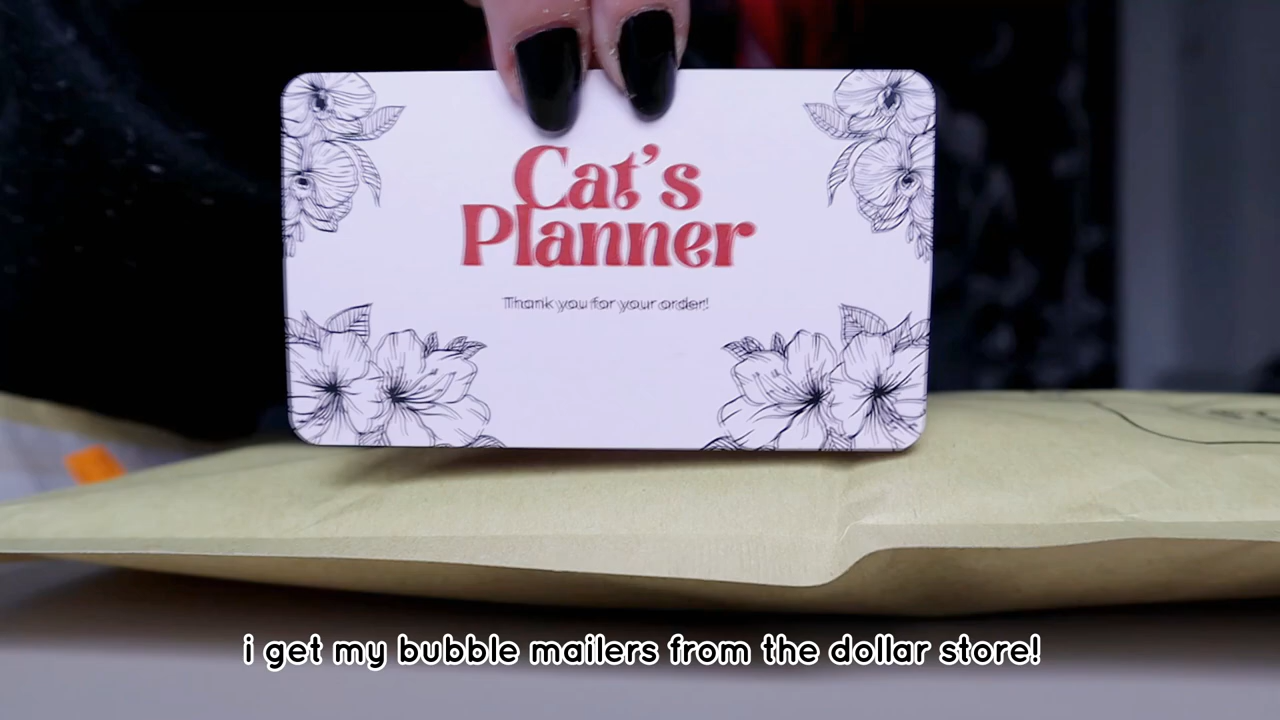 Cat's
Planner
Thank you for your order!
i get my bubble mailers from the dollar store!